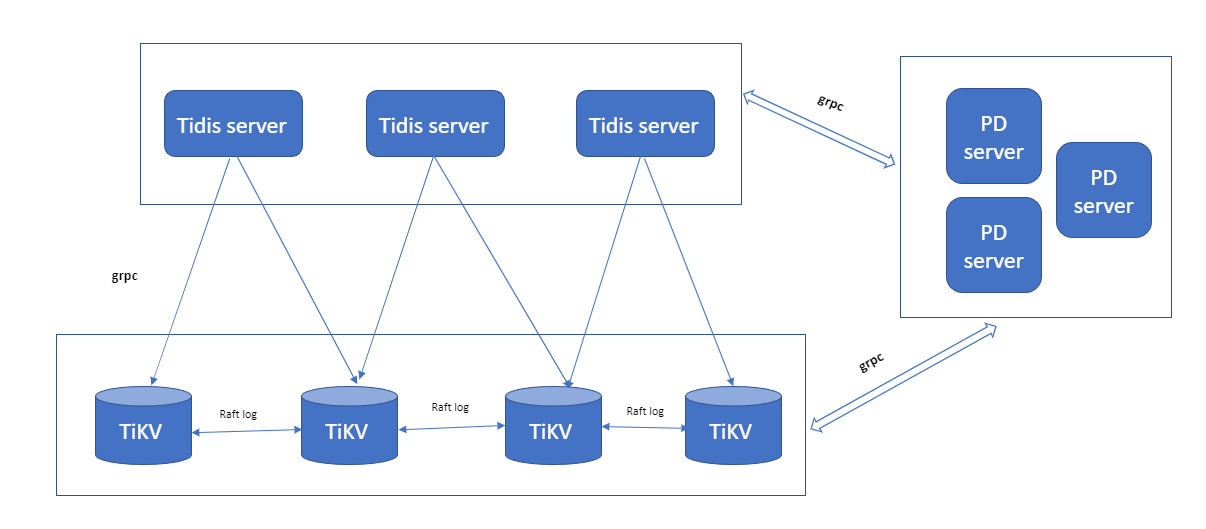 Tidis server
Tidis server
Tidis server
grpc
PD
server
PD
server
PD
server
grpc
grpc
TiKV
Raft log
TiKV
Raft log
TiKV
Raft log
TiKV